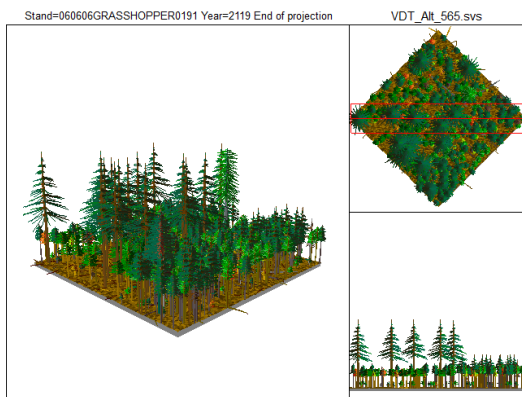 Stand=060606GRASSHOPPER0191 Year=2119 End of projection
VDT_Alt_565.svs